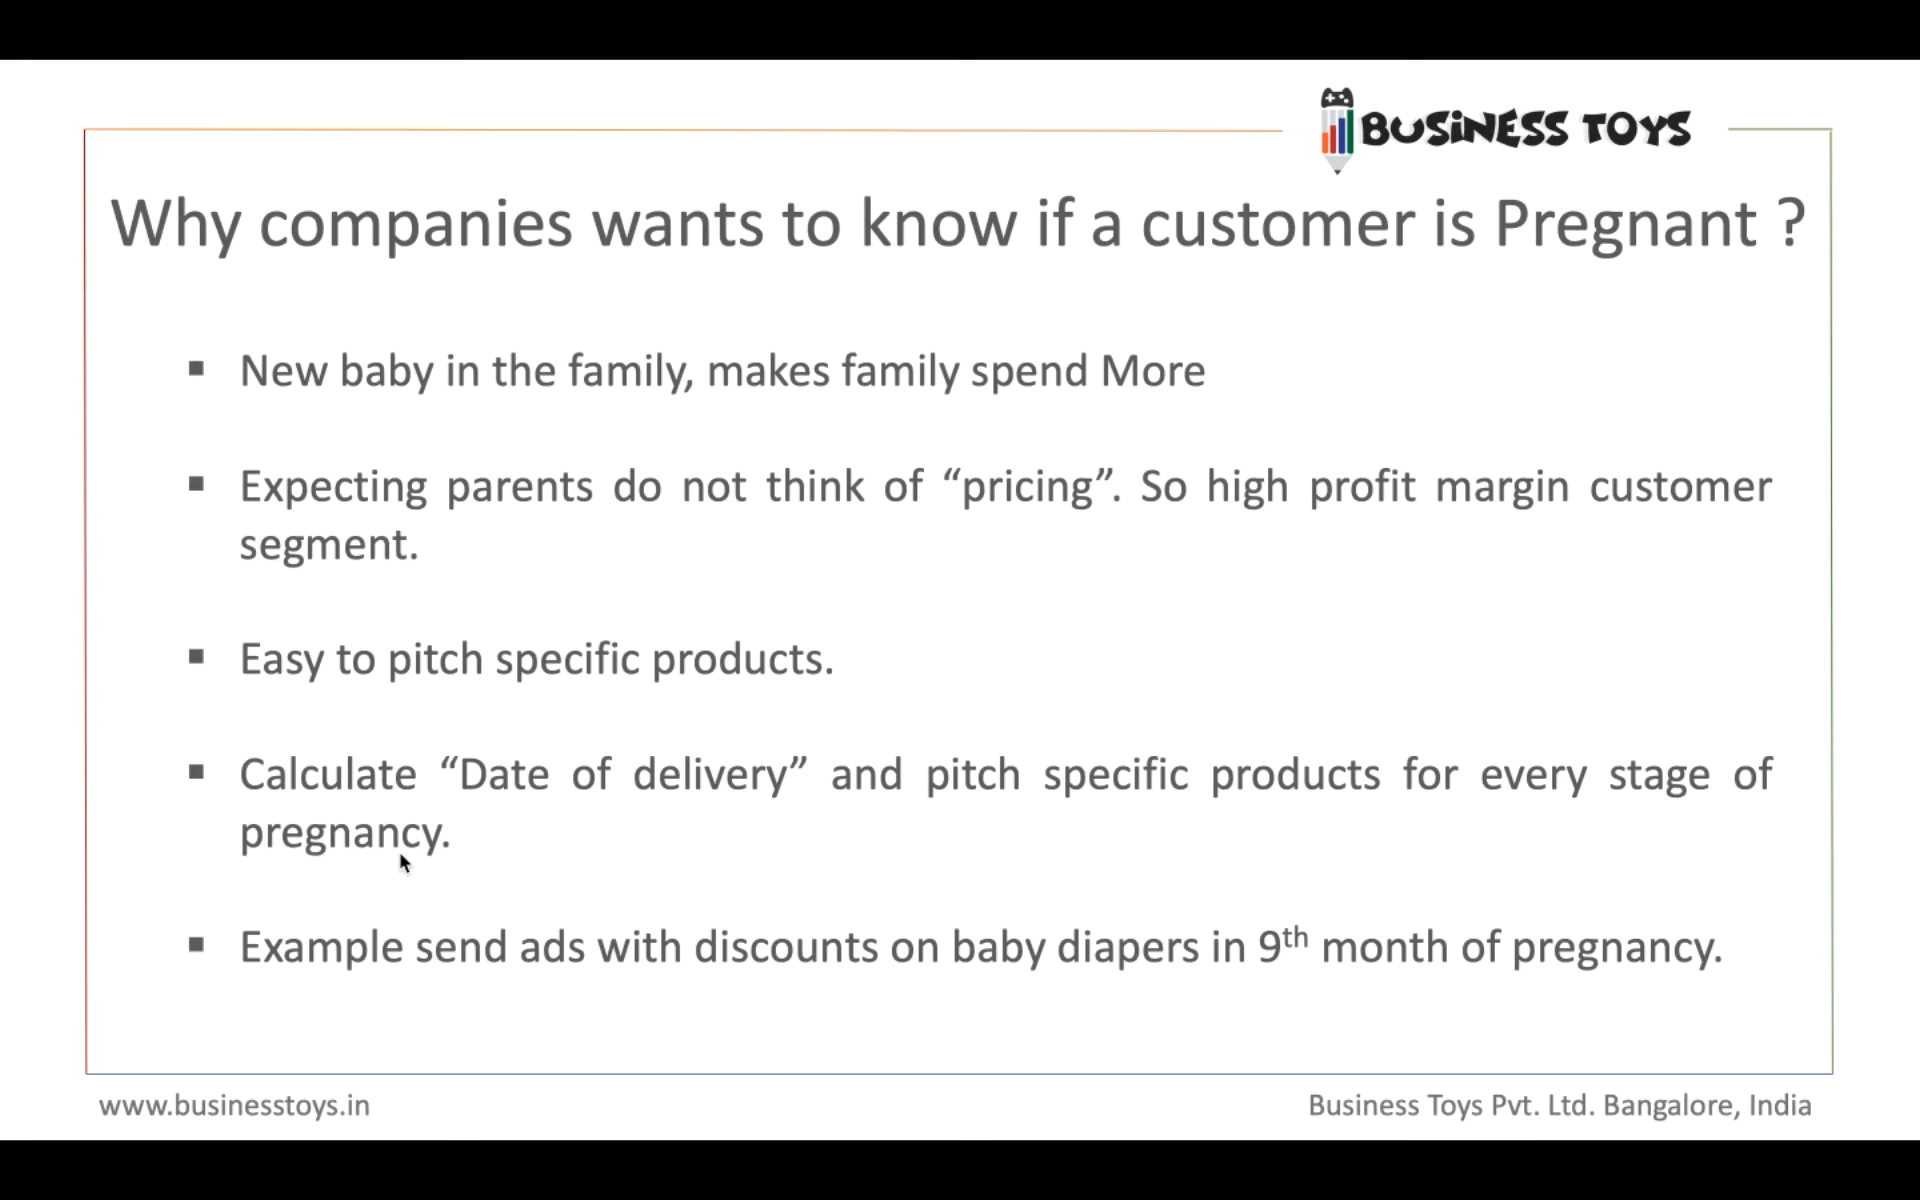 BUSINESS TOYS
Why companies wants to know if a customer is Pregnant ?
▪ New baby in the family, makes family spend More
▪ Expecting parents do not think of “pricing”. So high profit margin customer
segment.
▪ Easy to pitch specific products.
▪ Calculate “Date of delivery” and pitch specific products for every stage of
pregnancy.
▪ Example send ads with discounts on baby diapers in 9th month of pregnancy.
www.businesstoys.in
Business Toys Pvt. Ltd. Bangalore, India